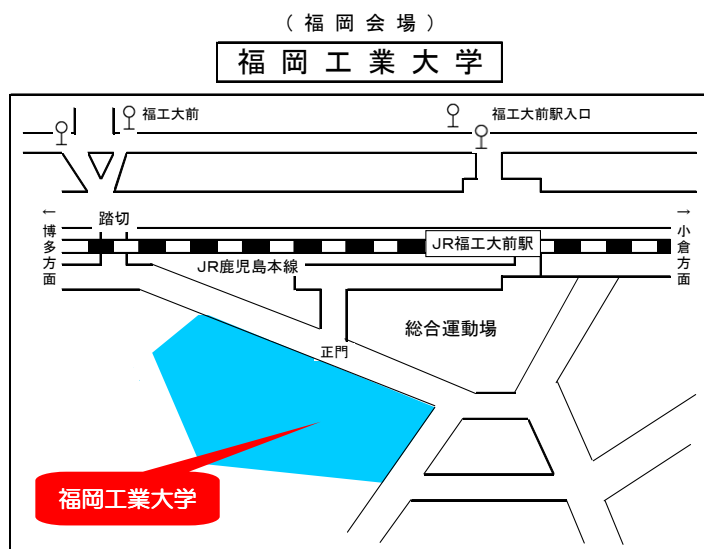 （福岡会場）
福岡工業大学
福工大前
福工大前駅入口
←博多方面
踏切
→小倉方面
JR福工大前駅
JR鹿児島本線
総合運動場
正門
福岡工業大学